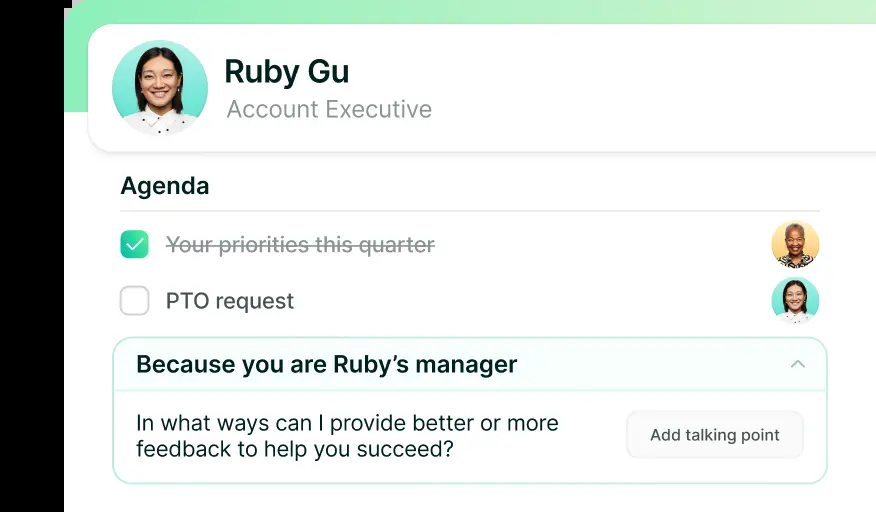 Ruby Gu
Account Executive
Agenda
Your priorities this quarter
PTO request
Because you are Ruby’s manager
In what ways can I provide better or more
feedback to help you succeed?
Add talking point